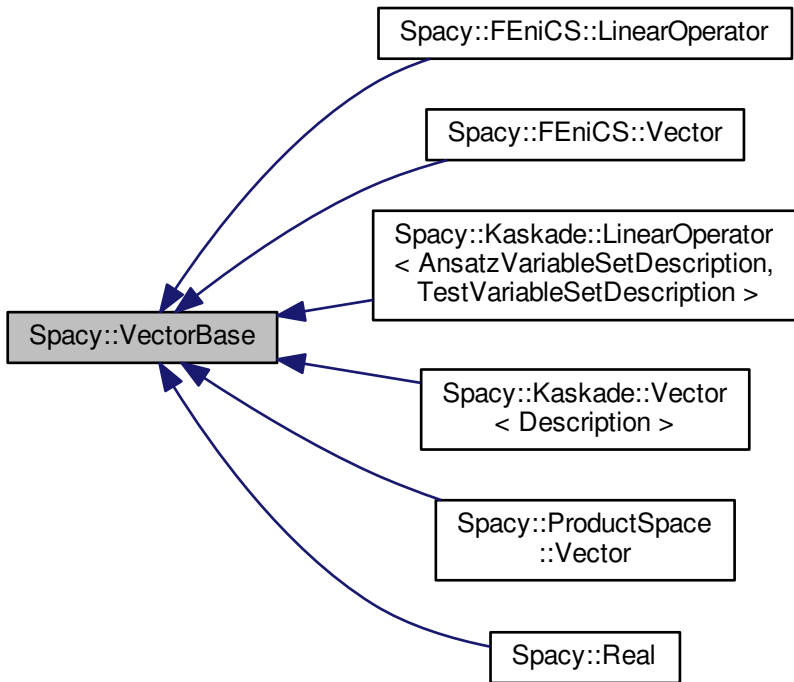 Spacy::FEniCS::LinearOperator
Spacy::FEniCS::Vector
Spacy::Kaskade::LinearOperator
< AnsatzVariableSetDescription,
TestVariableSetDescription >
Spacy::VectorBase
Spacy::Kaskade::Vector
< Description >
Spacy::ProductSpace
::Vector
Spacy::Real